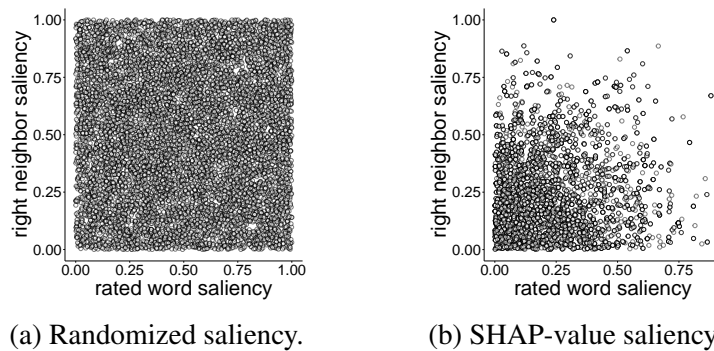 1.00
0.75
0.50
0.25
0.00
right neighbor saliency
0.00 0.25 0.50 0.75 1.00
rated word saliency
(a) Randomized saliency.
1.00
0.75
0.50
0.25
0.00
right neighbor saliency
0.00 0.25 0.50 0.75
rated word saliency
(b) SHAP-value saliency